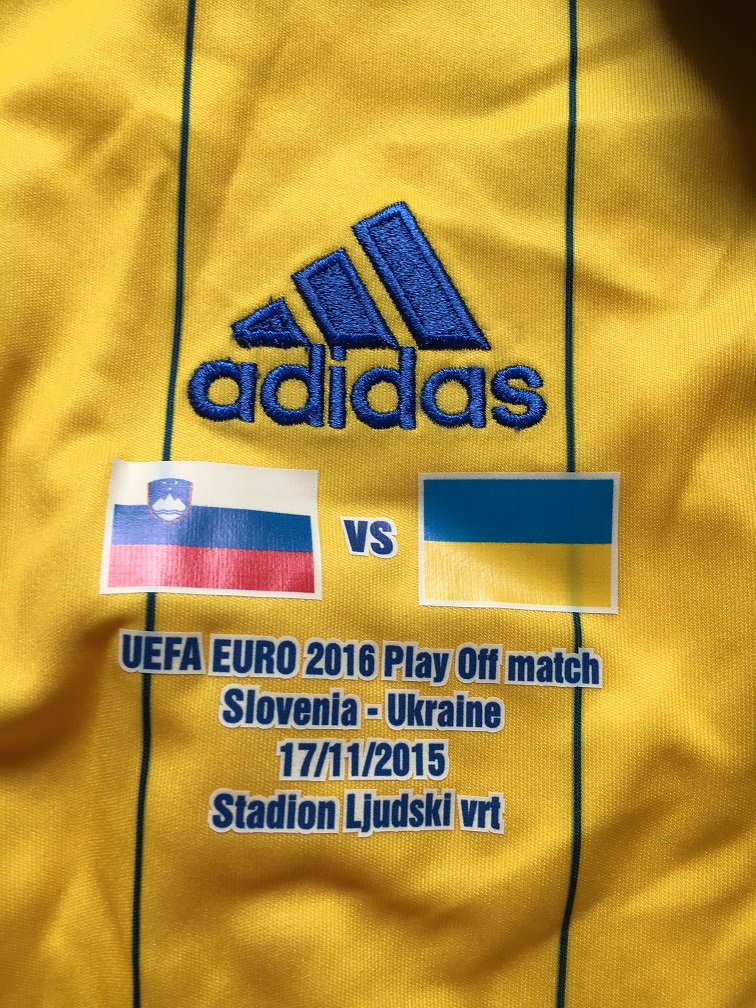 adidas
vs
UEFA EURO 2016 Play Off match
Slovenia - Ukraine
17/11/2015
Stadion Ljudski vrt